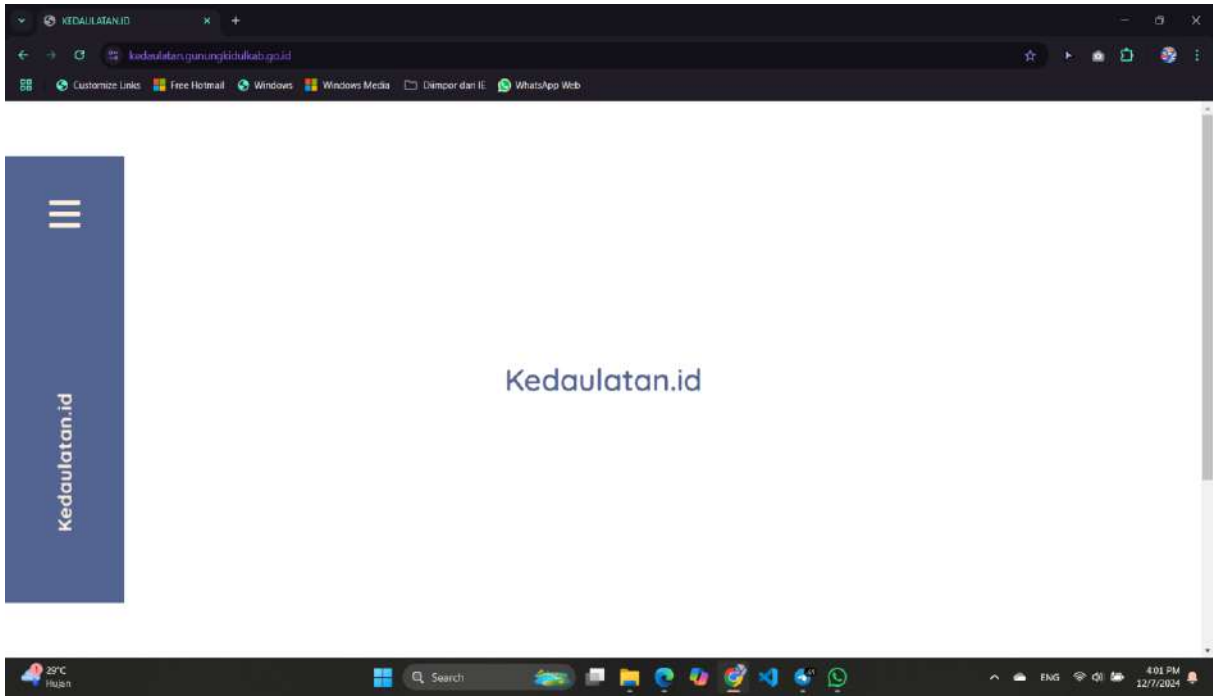 KEDAULATAN.ID
kedaulatan.gunungkidulkab.go.id
Customize Links Free Hotmail Windows Windows Media Diimpor dari IE WhatsApp Web
Kedaulatan.id
Kedaulatan.id
29°C
Hujan
Search
ENG
4:01 PM
12/7/2024